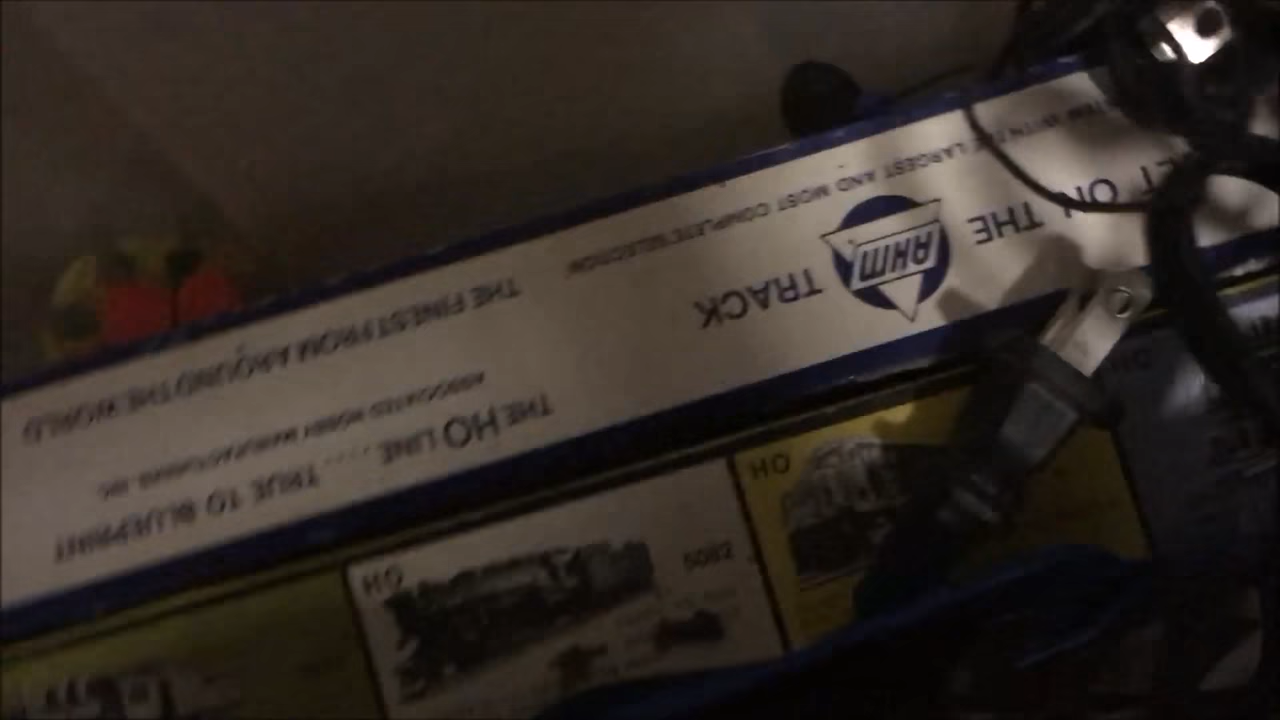 THE HO LINE .... TRUE TO BLUEPRINT
ASSOCIATED HOBBY MANUFACTURERS, INC.
THE FINEST FROM AROUND THE WORLD
ON THE AHM TRACK
LARGEST AND MOST COMPLETE SELECTION
HO
5082
HO